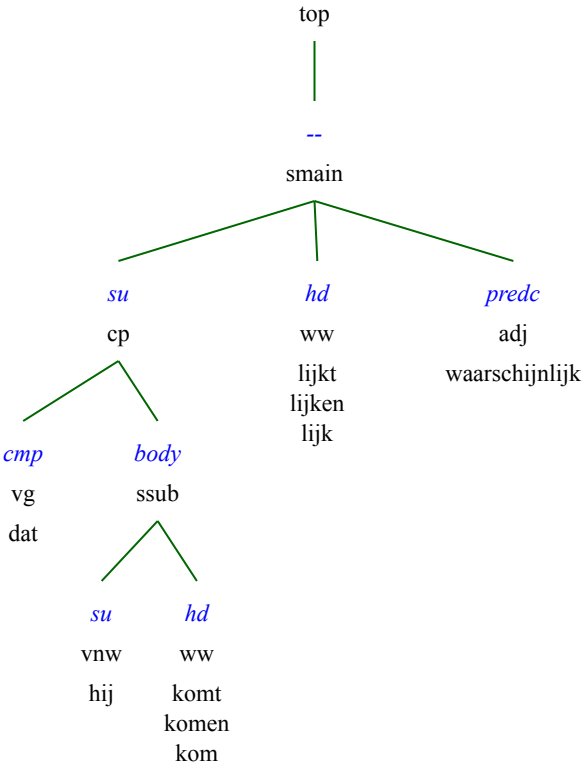 top
--
smain
su hd predc
cp ww adj
lijkt waarschijnlijk
lijken
lijk
cmp body
vg ssub
dat
su hd
vnw ww
hij komt
komen
kom